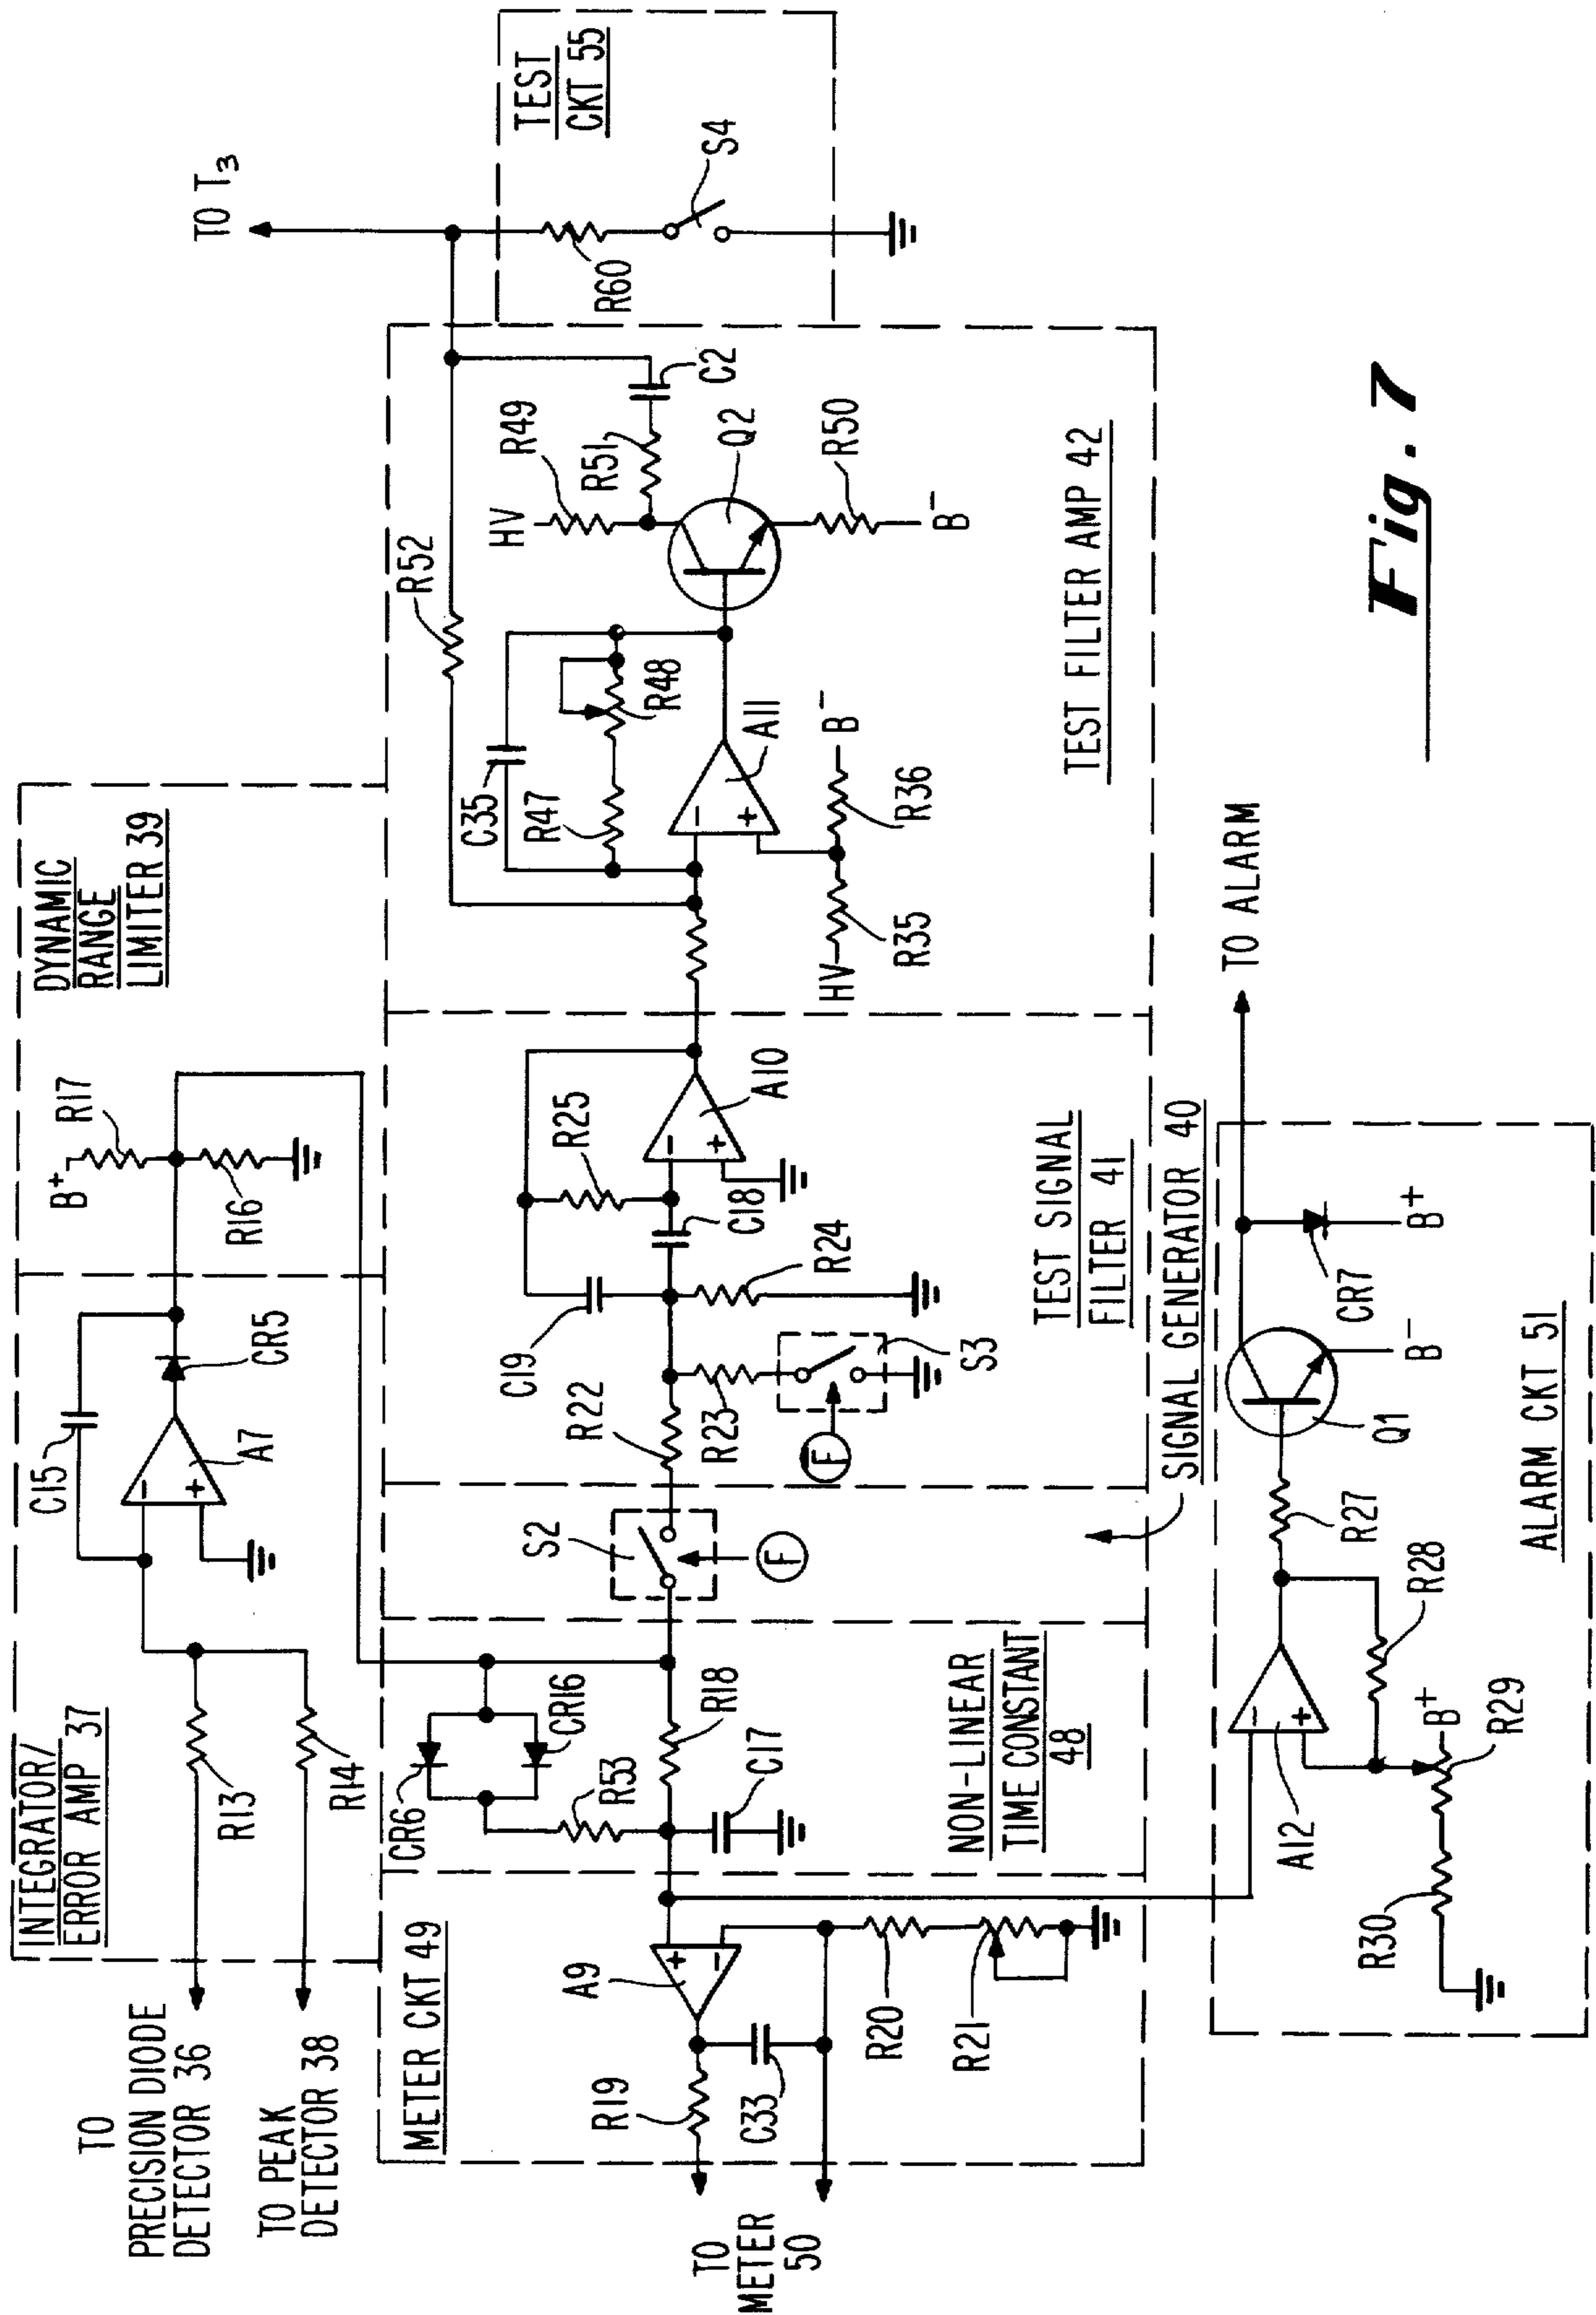 TO
PRECISION DIODE
DETECTOR 36
TO PEAK
DETECTOR 38
INTEGRATOR/
ERROR AMP 37
R13
R14
C15
A7
CR5
DYNAMIC
RANGE
LIMITER 39
B+
R17
R16
TO
METER
50
METER CKT 49
R19
C33
A9
+
−
R20
R21
NON-LINEAR
TIME CONSTANT
48
CR6
CR16
R53
R18
C17
S2
F
SIGNAL GENERATOR 40
TEST SIGNAL
FILTER 41
R22
R23
F
S3
C19
R24
C18
R25
A10
−
+
TEST FILTER AMP 42
R52
C35
R47
R48
A11
−
+
HV
R35
R36
B−
HV
R49
R51
C2
Q2
R50
B−
TO T3
TEST
CKT 55
R60
S4
ALARM CKT 51
A12
−
+
R30
R29
B+
R28
R27
Q1
B−
CR7
B+
TO ALARM
Fig. 7